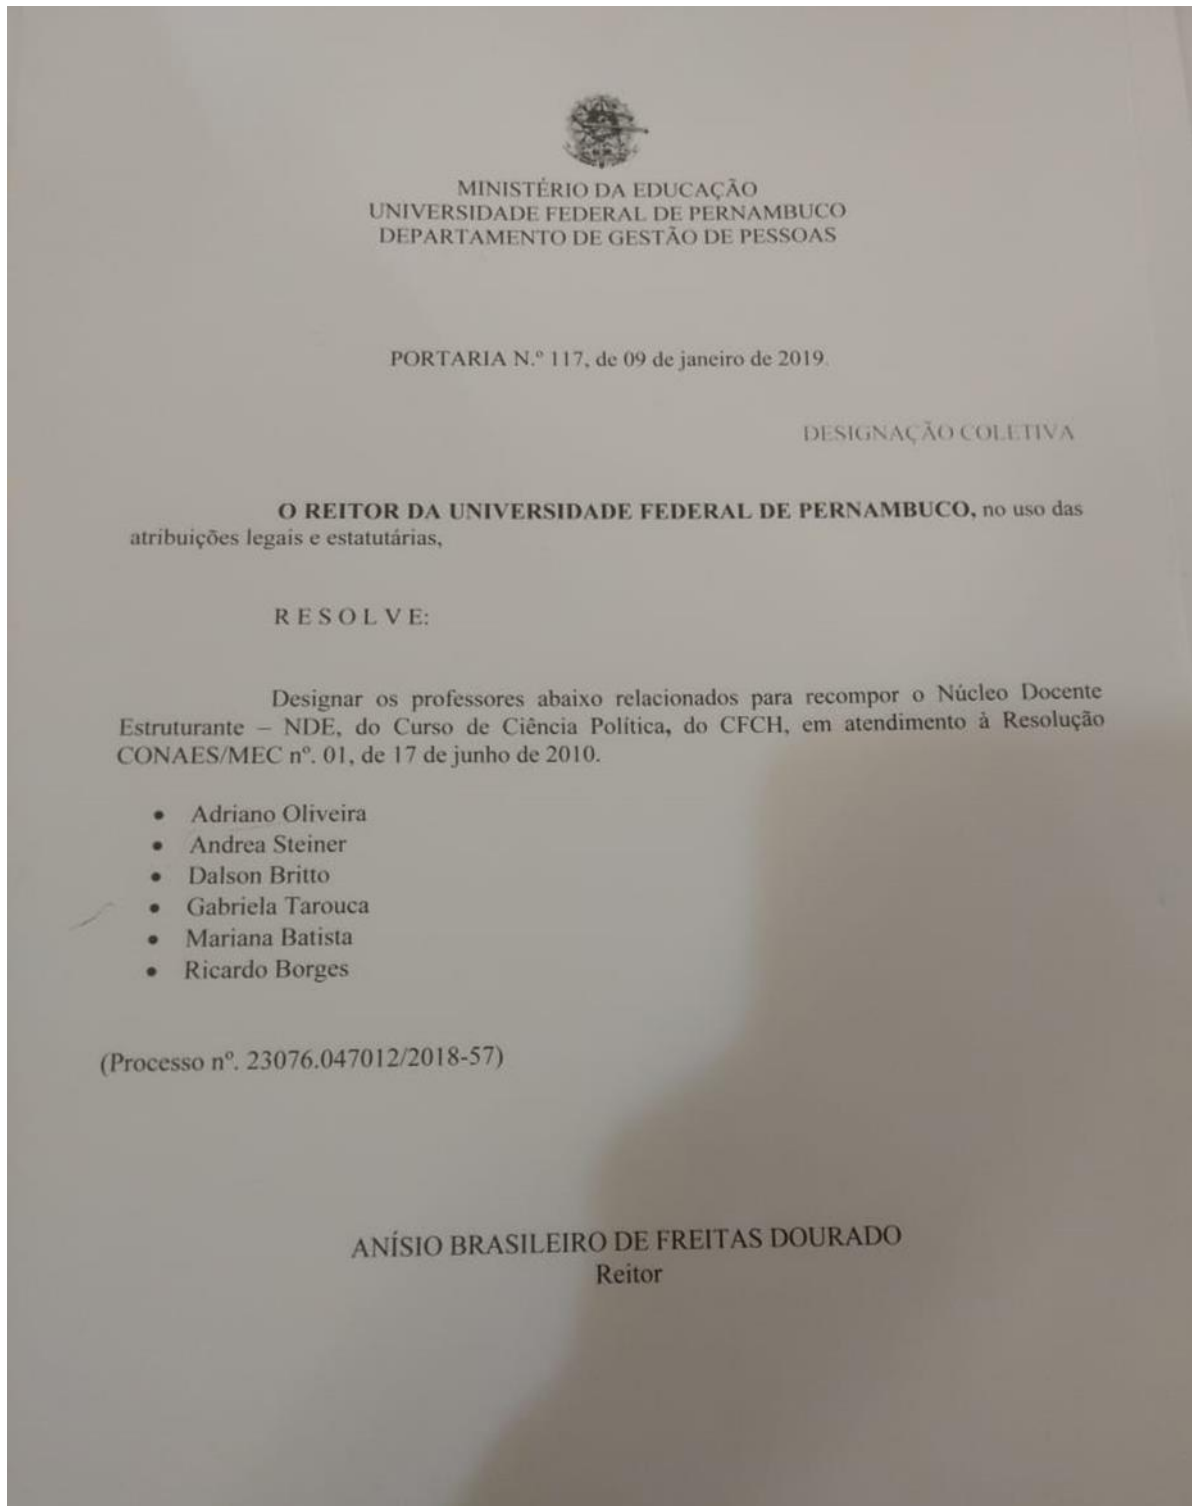 MINISTÉRIO DA EDUCAÇÃO
UNIVERSIDADE FEDERAL DE PERNAMBUCO
DEPARTAMENTO DE GESTÃO DE PESSOAS
PORTARIA N.º 117, de 09 de janeiro de 2019.
DESIGNAÇÃO COLETIVA
O REITOR DA UNIVERSIDADE FEDERAL DE PERNAMBUCO, no uso das
atribuições legais e estatutárias,
R E S O L V E:
Designar os professores abaixo relacionados para recompor o Núcleo Docente
Estruturante – NDE, do Curso de Ciência Política, do CFCH, em atendimento à Resolução
CONAES/MEC nº. 01, de 17 de junho de 2010.
• Adriano Oliveira
• Andrea Steiner
• Dalson Britto
• Gabriela Tarouca
• Mariana Batista
• Ricardo Borges
(Processo nº. 23076.047012/2018-57)
ANÍSIO BRASILEIRO DE FREITAS DOURADO
Reitor